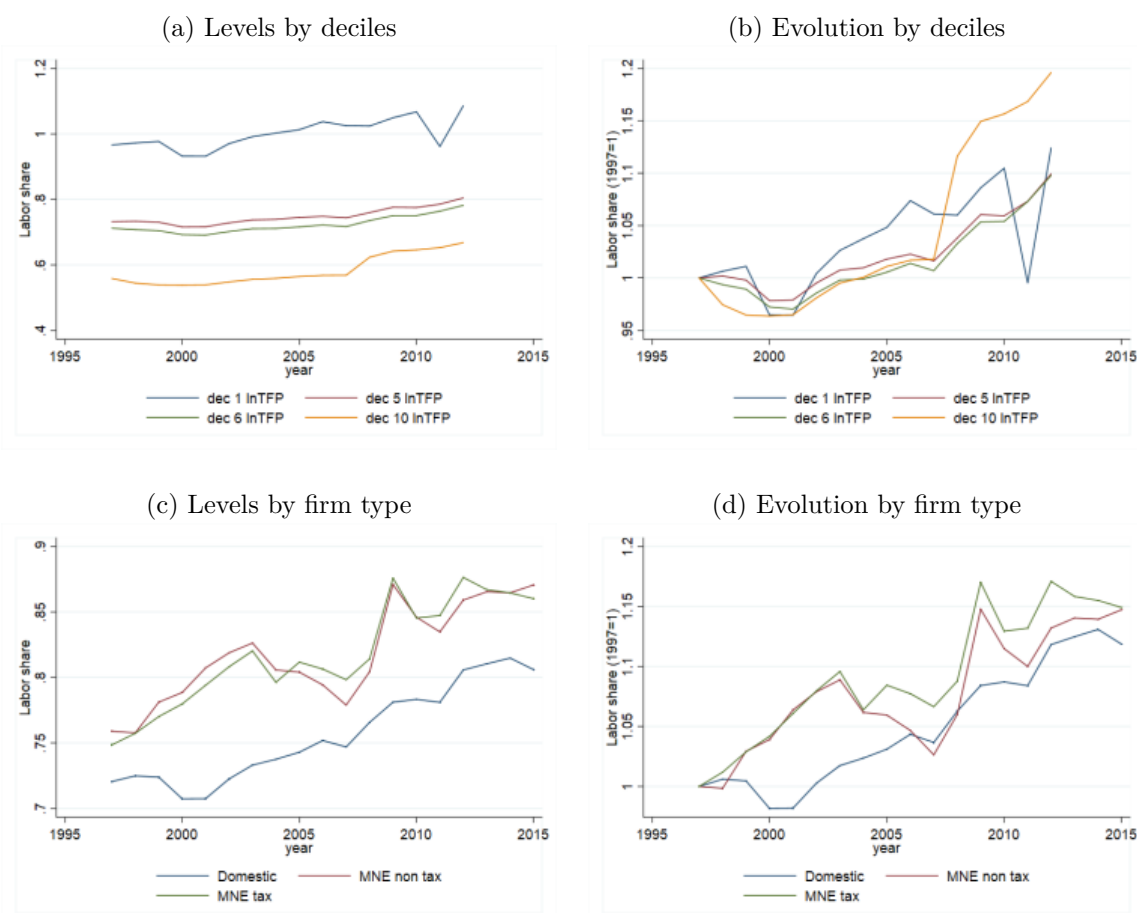 (a) Levels by deciles
Labor share
1.2
1
.8
.6
.4
1995 2000 2005 2010 2015
year
dec 1 lnTFP dec 5 lnTFP
dec 6 lnTFP dec 10 lnTFP
(b) Evolution by deciles
Labor share (1997=1)
1.2
1.15
1.1
1.05
1
.95
1995 2000 2005 2010 2015
year
dec 1 lnTFP dec 5 lnTFP
dec 6 lnTFP dec 10 lnTFP
(c) Levels by firm type
Labor share
.9
.85
.8
.75
.7
1995 2000 2005 2010 2015
year
Domestic MNE non tax
MNE tax
(d) Evolution by firm type
Labor share (1997=1)
1.2
1.15
1.1
1.05
1
1995 2000 2005 2010 2015
year
Domestic MNE non tax
MNE tax